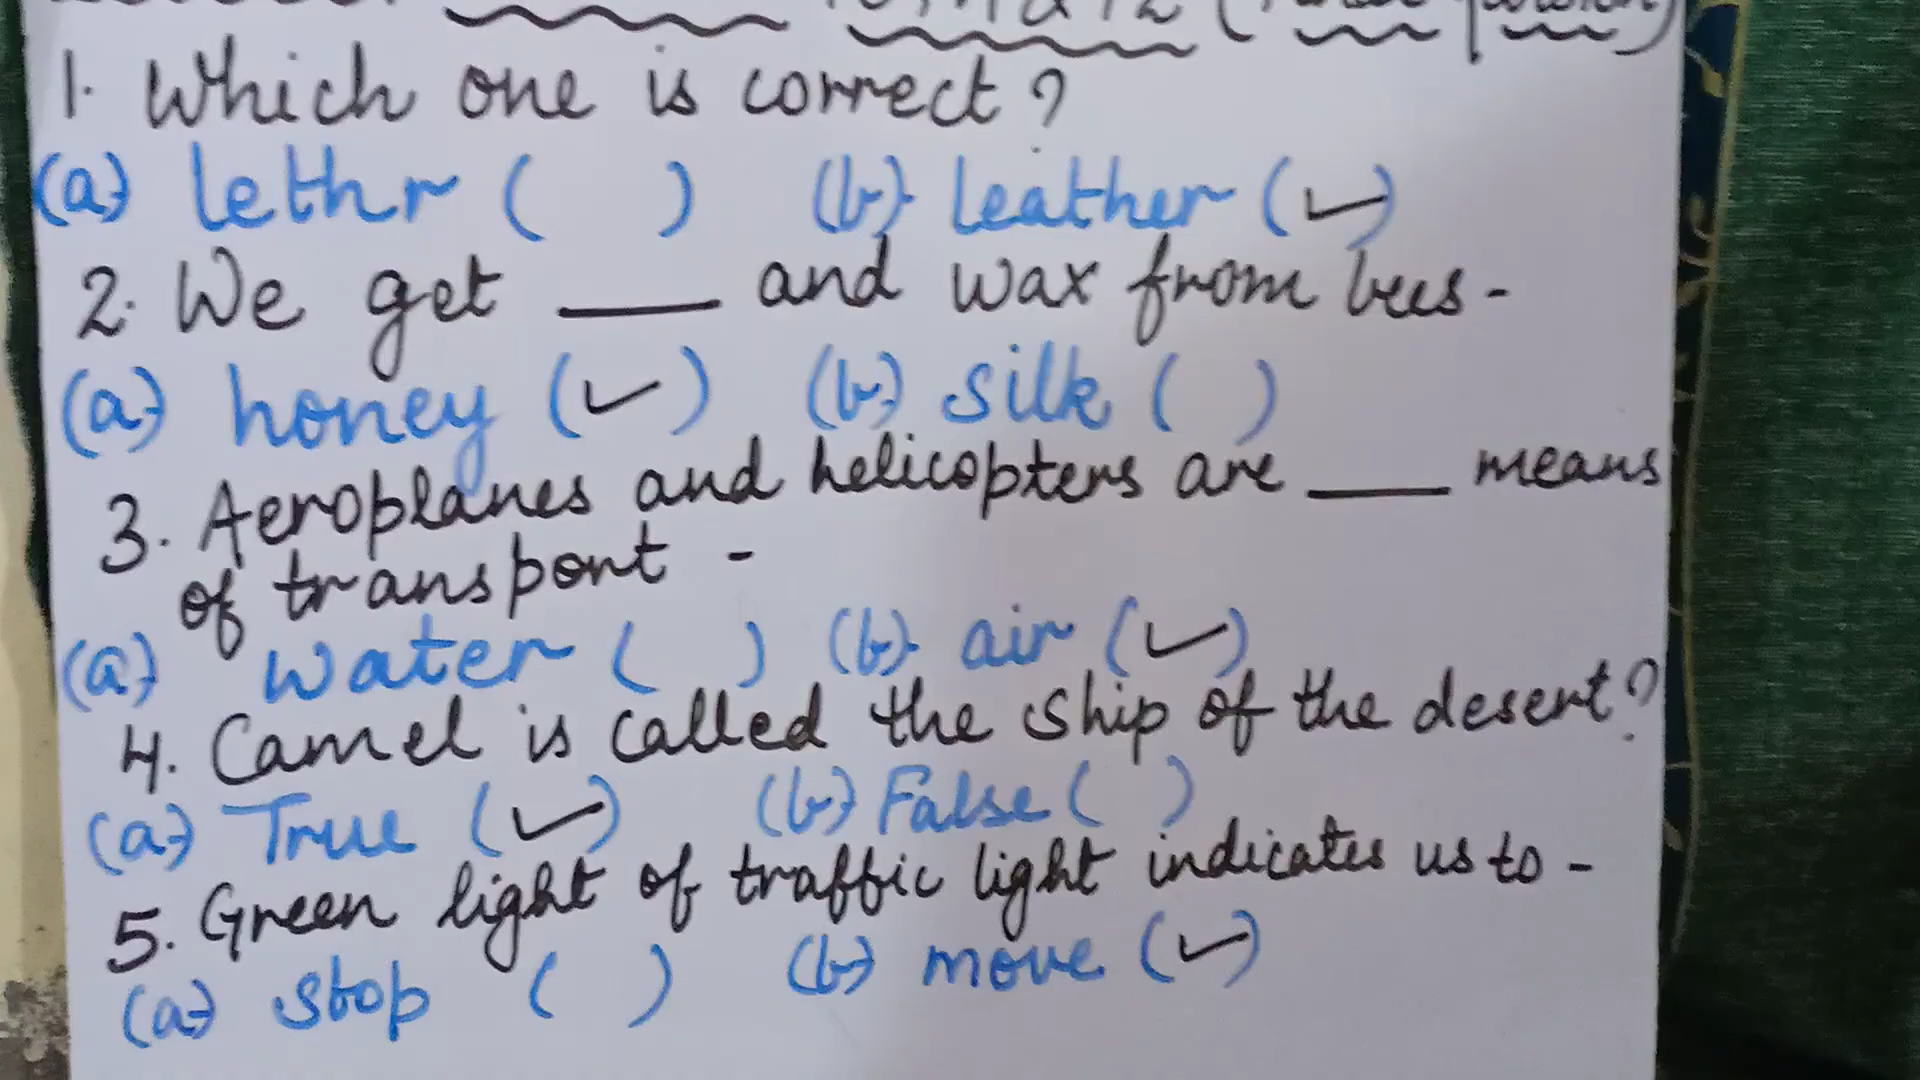 1. Which one is correct?
(a) lethr ( ) (b) leather (✓)
2. We get ___ and wax from bees -
(a) honey (✓) (b) silk ( )
3. Aeroplanes and helicopters are ___ means
of transport -
(a) water ( ) (b) air (✓)
4. Camel is called the ship of the desert?
(a) True (✓) (b) False ( )
5. Green light of traffic light indicates us to -
(a) stop ( ) (b) move (✓)